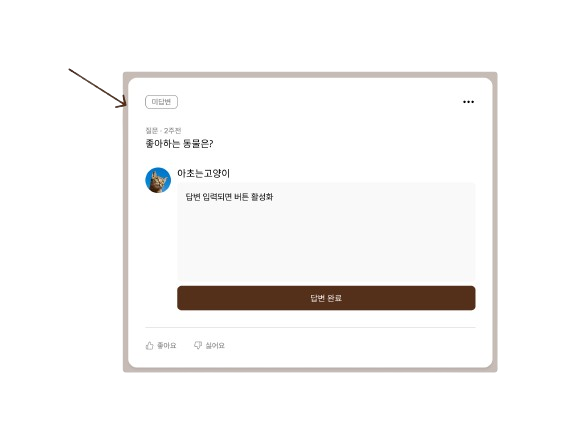 미답변
질문 · 2주전
좋아하는 동물은?
아초는고양이
답변 입력되면 버튼 활성화
답변 완료
좋아요 싫어요